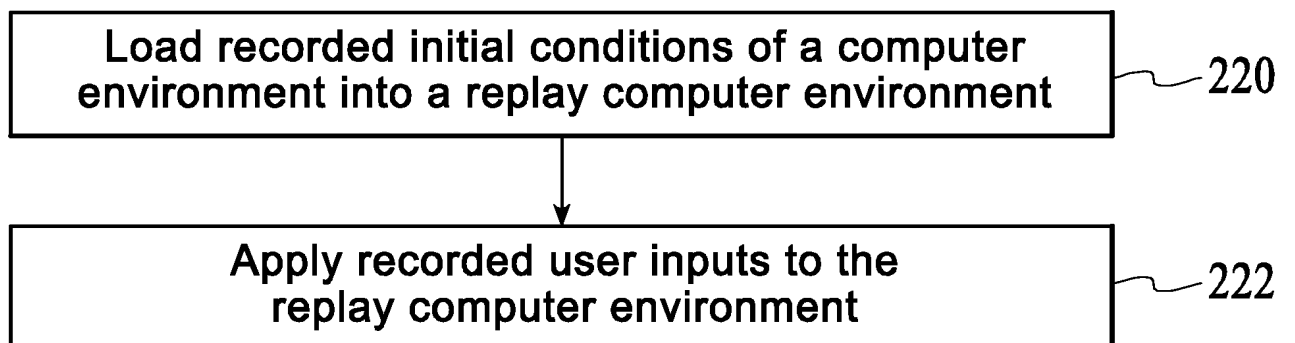 Load recorded initial conditions of a computer
environment into a replay computer environment
220
Apply recorded user inputs to the
replay computer environment
222